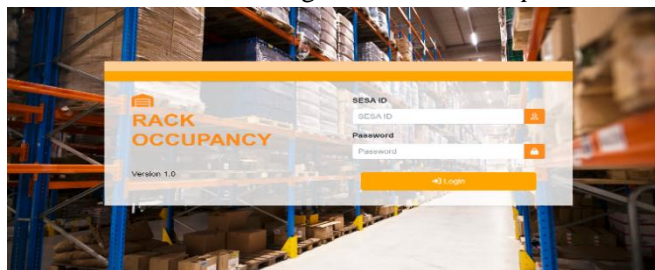 RACK
OCCUPANCY
Version 1.0
SESA ID
SESA ID
Password
Password
Login